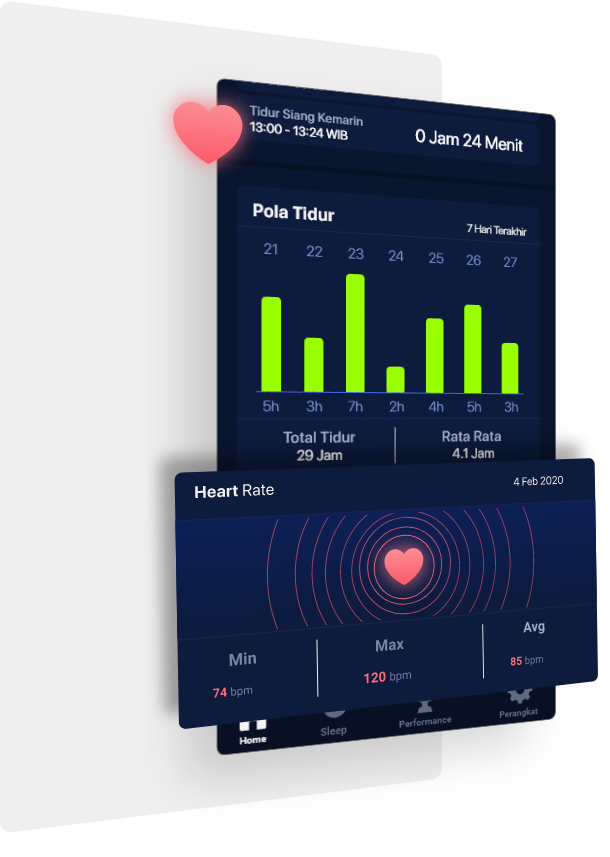 Tidur Siang Kemarin
13:00 - 13:24 WIB
0 Jam 24 Menit
Pola Tidur
7 Hari Terakhir
21 22 23 24 25 26 27
5h 3h 7h 2h 4h 5h 3h
Total Tidur
29 Jam
Rata Rata
4.1 Jam
Heart Rate
4 Feb 2020
Min
74 bpm
Max
120 bpm
Avg
85 bpm
Home
Sleep
Performance
Perangkat